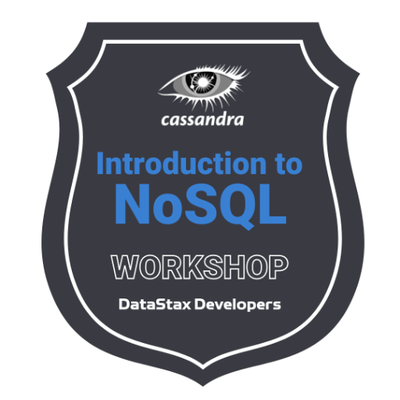 cassandra
Introduction to
NoSQL
WORKSHOP
DataStax Developers